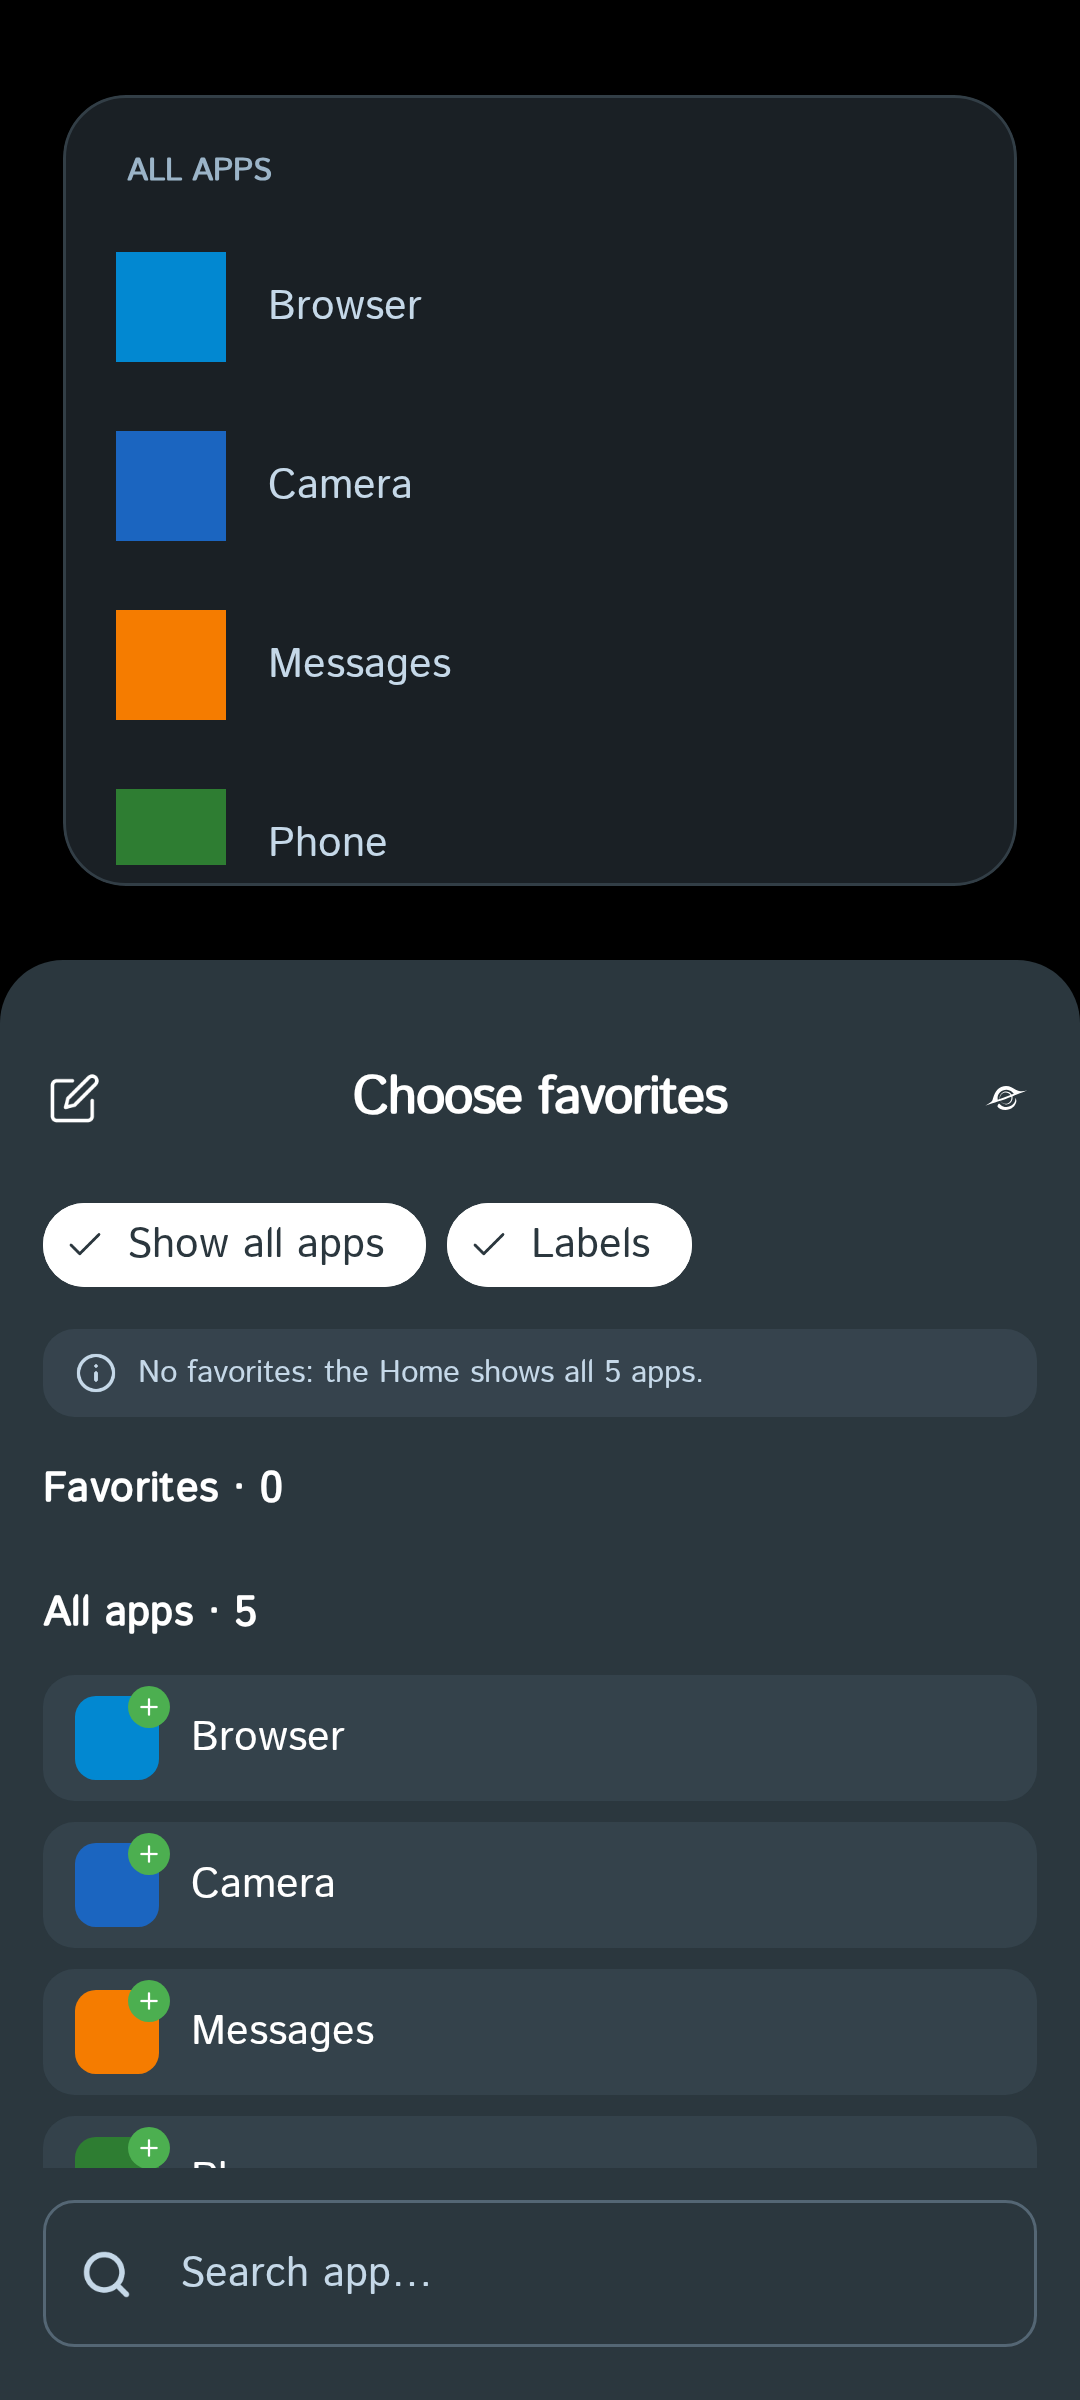 ALL APPS
Browser
Camera
Messages
Phone
Choose favorites
Show all apps
Labels
No favorites: the Home shows all 5 apps.
Favorites · 0
All apps · 5
Browser
Camera
Messages
Search app...